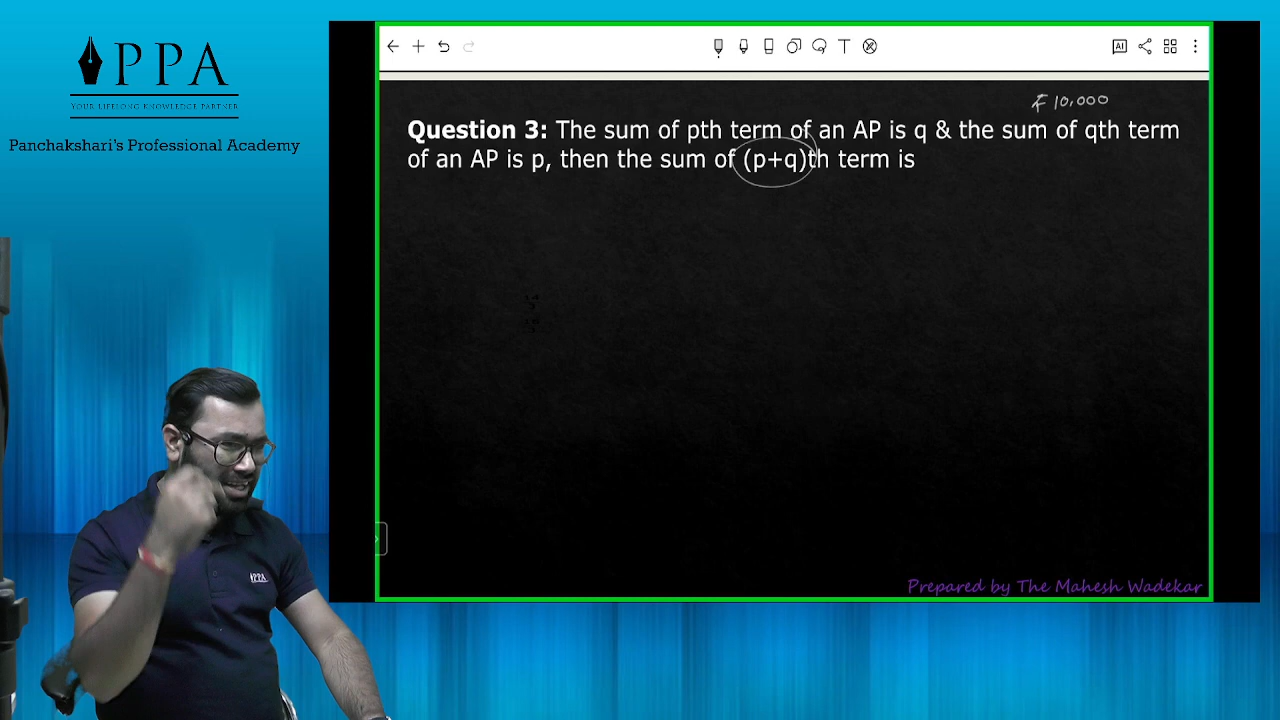 PPA
YOUR LIFELONG KNOWLEDGE PARTNER
Panchakshari's Professional Academy
AI
₹ 10,000
Question 3: The sum of pth term of an AP is q & the sum of qth term
of an AP is p, then the sum of (p+q)th term is
PPA
Prepared by The Mahesh Wadekar